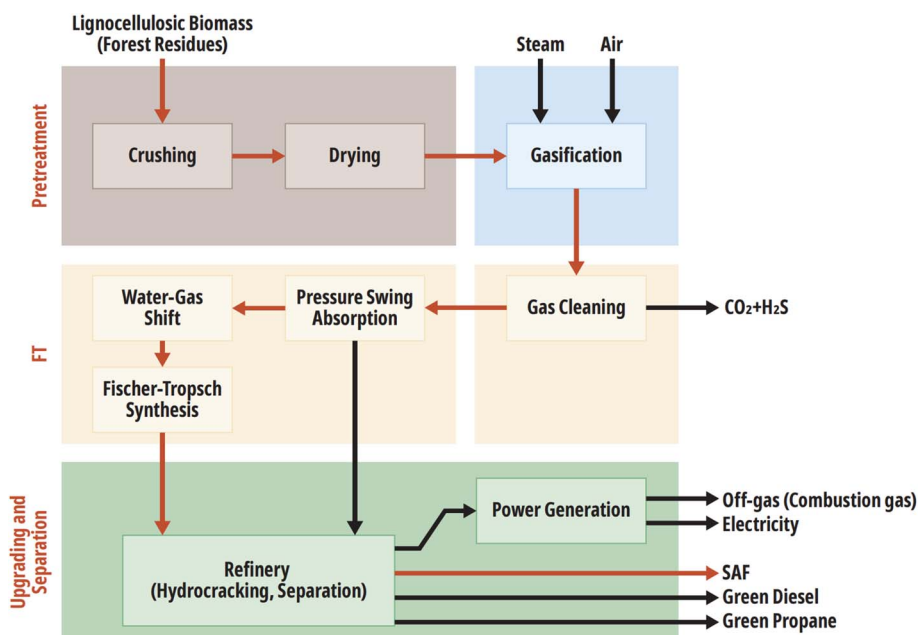 Lignocellulosic Biomass
(Forest Residues)
Steam
Air
Pretreatment
Crushing
Drying
Gasification
FT
Water-Gas
Shift
Pressure Swing
Absorption
Gas Cleaning
CO₂+H₂S
Fischer-Tropsch
Synthesis
Upgrading and
Separation
Power Generation
Off-gas (Combustion gas)
Electricity
Refinery
(Hydrocracking, Separation)
SAF
Green Diesel
Green Propane